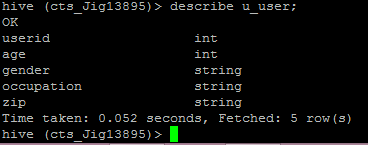 hive (cts_Jig13895)> describe u_user;
OK
userid int
age int
gender string
occupation string
zip string
Time taken: 0.052 seconds, Fetched: 5 row(s)
hive (cts_Jig13895)>